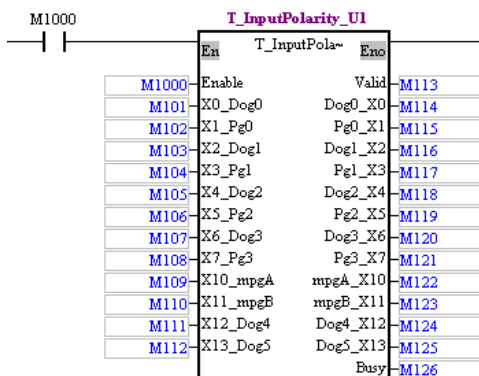 M1000 T_InputPolarity_U1
En T_InputPola~ Eno
M1000 Enable Valid M113
M101 X0_Dog0 Dog0_X0 M114
M102 X1_Pg0 Pg0_X1 M115
M103 X2_Dog1 Dog1_X2 M116
M104 X3_Pg1 Pg1_X3 M117
M105 X4_Dog2 Dog2_X4 M118
M106 X5_Pg2 Pg2_X5 M119
M107 X6_Dog3 Dog3_X6 M120
M108 X7_Pg3 Pg3_X7 M121
M109 X10_mpgA mpgA_X10 M122
M110 X11_mpgB mpgB_X11 M123
M111 X12_Dog4 Dog4_X12 M124
M112 X13_Dog5 Dog5_X13 M125
Busy M126